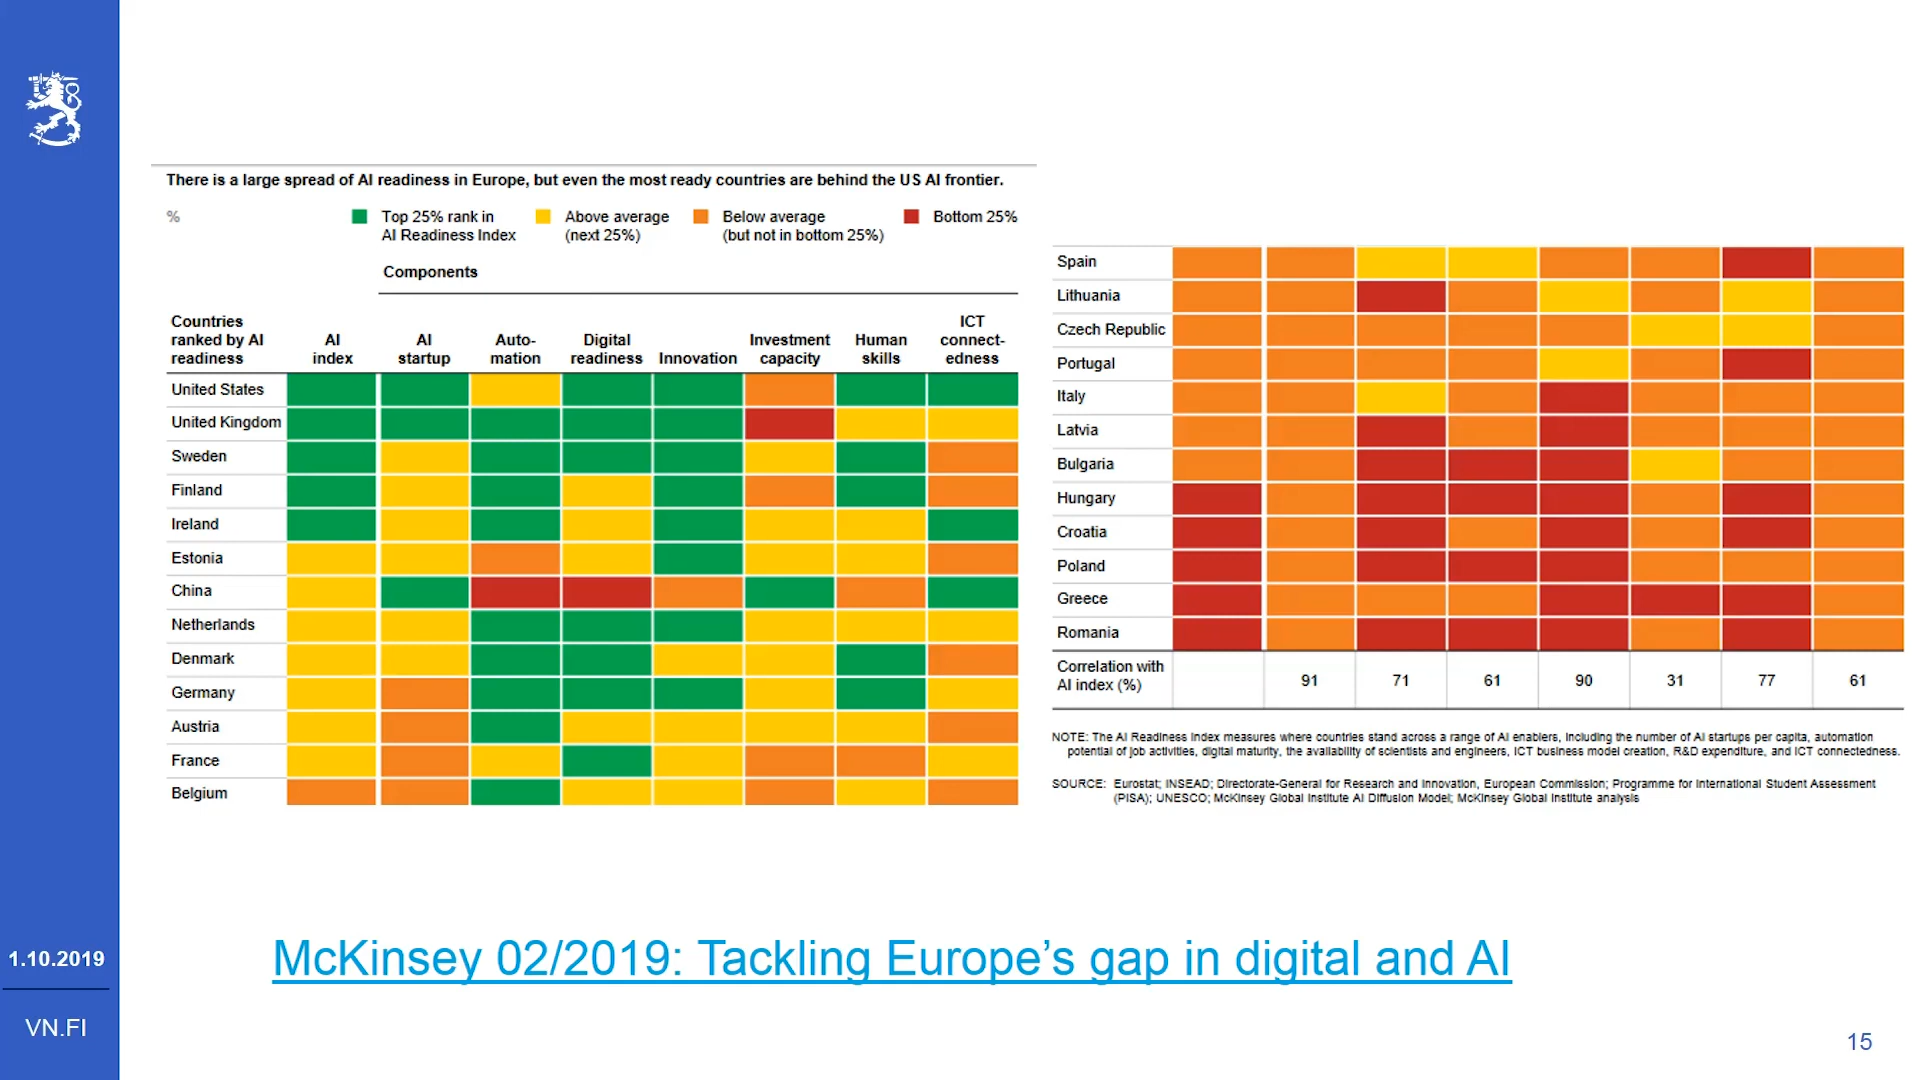 There is a large spread of AI readiness in Europe, but even the most ready countries are behind the US AI frontier.
%
Top 25% rank in
AI Readiness Index
Above average
(next 25%)
Below average
(but not in bottom 25%)
Bottom 25%
Components
Countries
ranked by AI
readiness
AI
index
AI
startup
Auto-
mation
Digital
readiness
Innovation
Investment
capacity
Human
skills
ICT
connect-
edness
United States
United Kingdom
Sweden
Finland
Ireland
Estonia
China
Netherlands
Denmark
Germany
Austria
France
Belgium
Spain
Lithuania
Czech Republic
Portugal
Italy
Latvia
Bulgaria
Hungary
Croatia
Poland
Greece
Romania
Correlation with
AI index (%)
91 71 61 90 31 77 61
NOTE: The AI Readiness Index measures where countries stand across a range of AI enablers, including the number of AI startups per capita, automation
potential of job activities, digital maturity, the availability of scientists and engineers, ICT business model creation, R&D expenditure, and ICT connectedness.
SOURCE: Eurostat; INSEAD; Directorate-General for Research and Innovation, European Commission; Programme for International Student Assessment
(PISA); UNESCO; McKinsey Global Institute AI Diffusion Model; McKinsey Global Institute analysis
McKinsey 02/2019: Tackling Europe's gap in digital and AI
1.10.2019
VN.FI
15